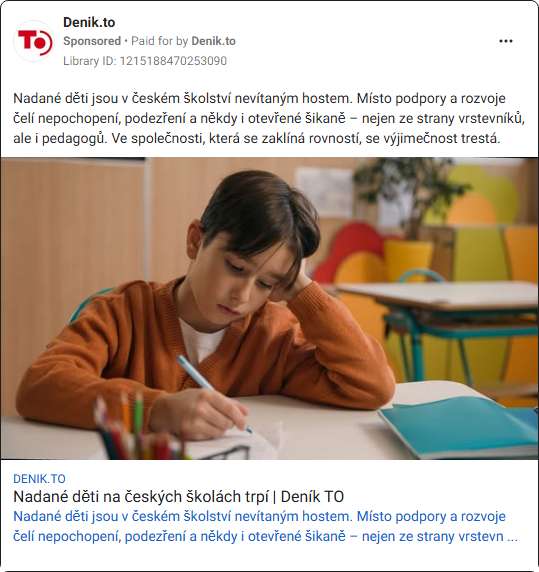 Denik.to
Sponsored • Paid for by Denik.to
Library ID: 1215188470253090
Nadané děti jsou v českém školství nevítaným hostem. Místo podpory a rozvoje
čelí nepochopení, podezření a někdy i otevřené šikaně – nejen ze strany vrstevníků,
ale i pedagogů. Ve společnosti, která se zaklíná rovností, se výjimečnost trestá.
TO
DENIK.TO
Nadané děti na českých školách trpí | Deník TO
Nadané děti jsou v českém školství nevítaným hostem. Místo podpory a rozvoje
čelí nepochopení, podezření a někdy i otevřené šikaně – nejen ze strany vrstevn ...